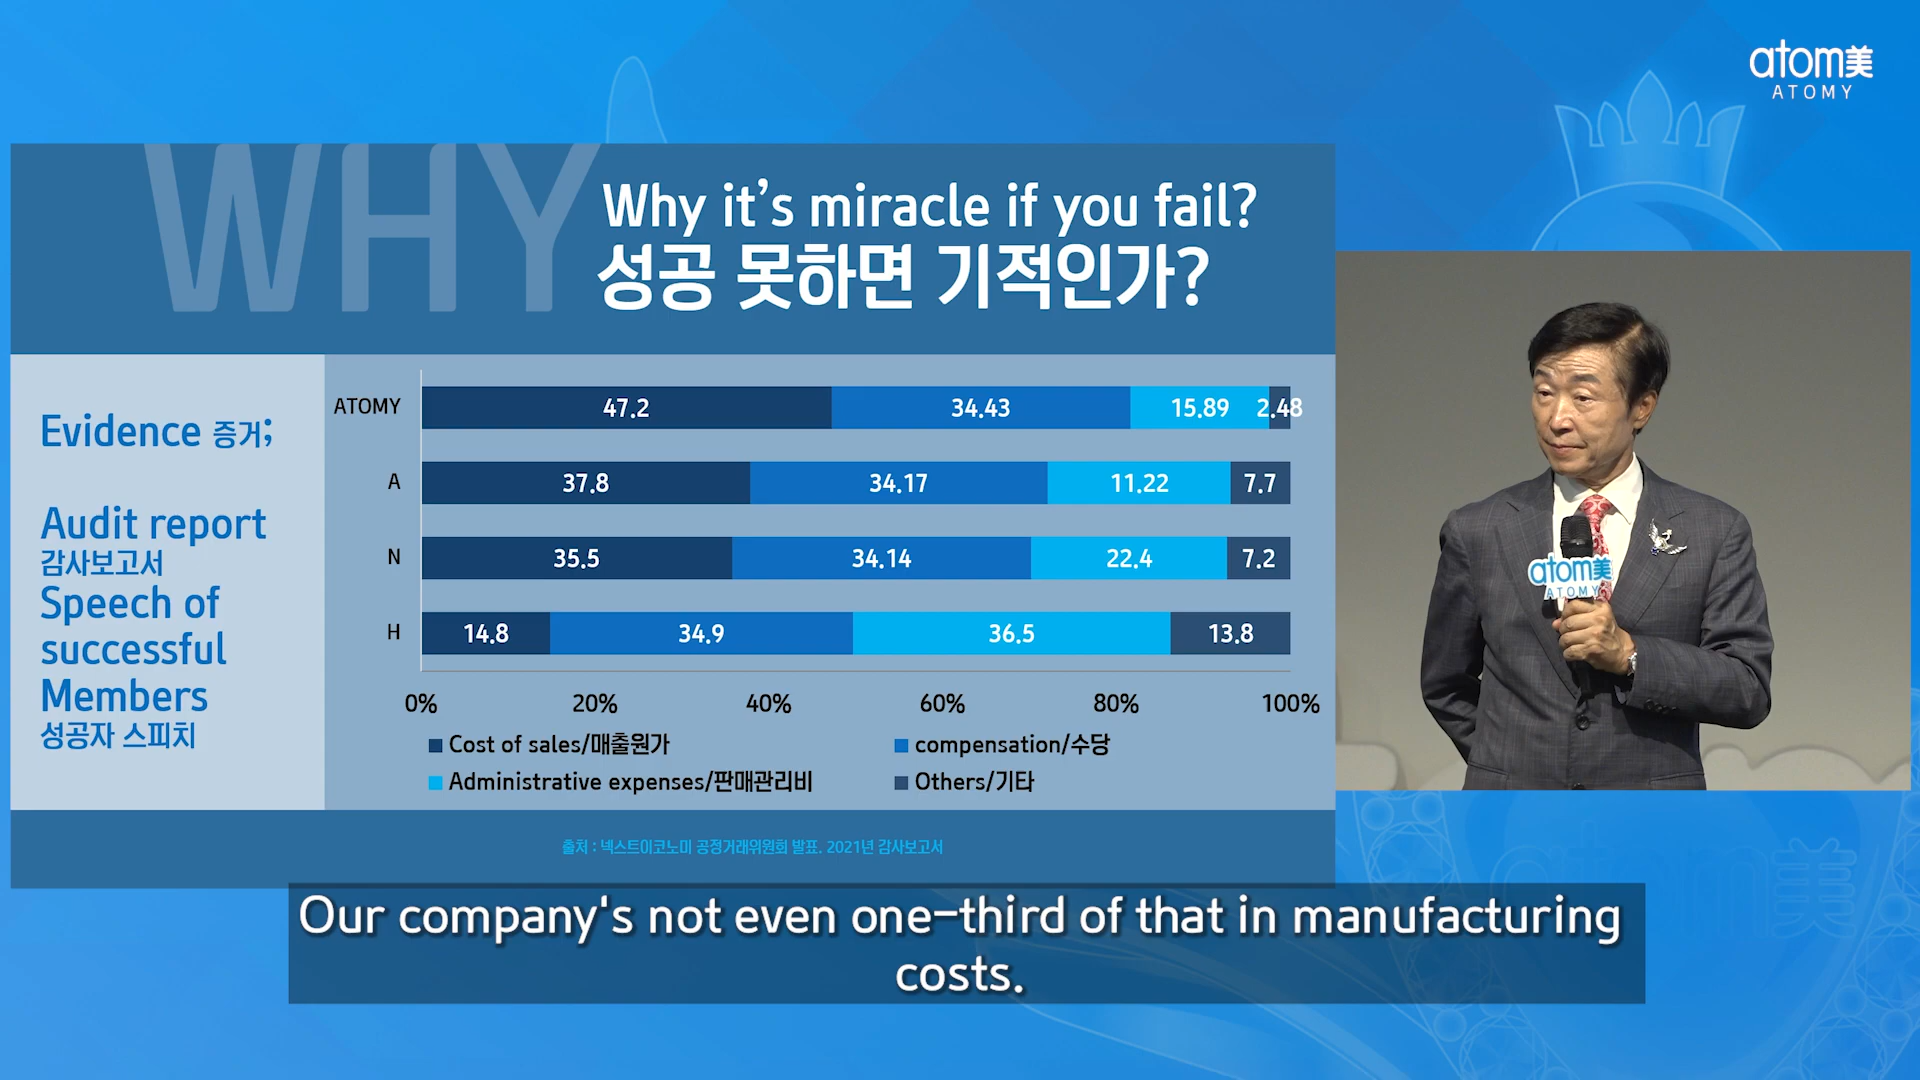 atom美
ATOMY
WHY
Why it's miracle if you fail?
성공 못하면 기적인가?
Evidence 증거;
Audit report
감사보고서
Speech of
successful
Members
성공자 스피치
ATOMY 47.2 34.43 15.89 2.48
A 37.8 34.17 11.22 7.7
N 35.5 34.14 22.4 7.2
H 14.8 34.9 36.5 13.8
0% 20% 40% 60% 80% 100%
Cost of sales/매출원가 compensation/수당
Administrative expenses/판매관리비 Others/기타
출처 : 넥스트이코노미 공정거래위원회 발표. 2021년 감사보고서
atom美
ATOMY
atom美
Our company's not even one-third of that in manufacturing
costs.